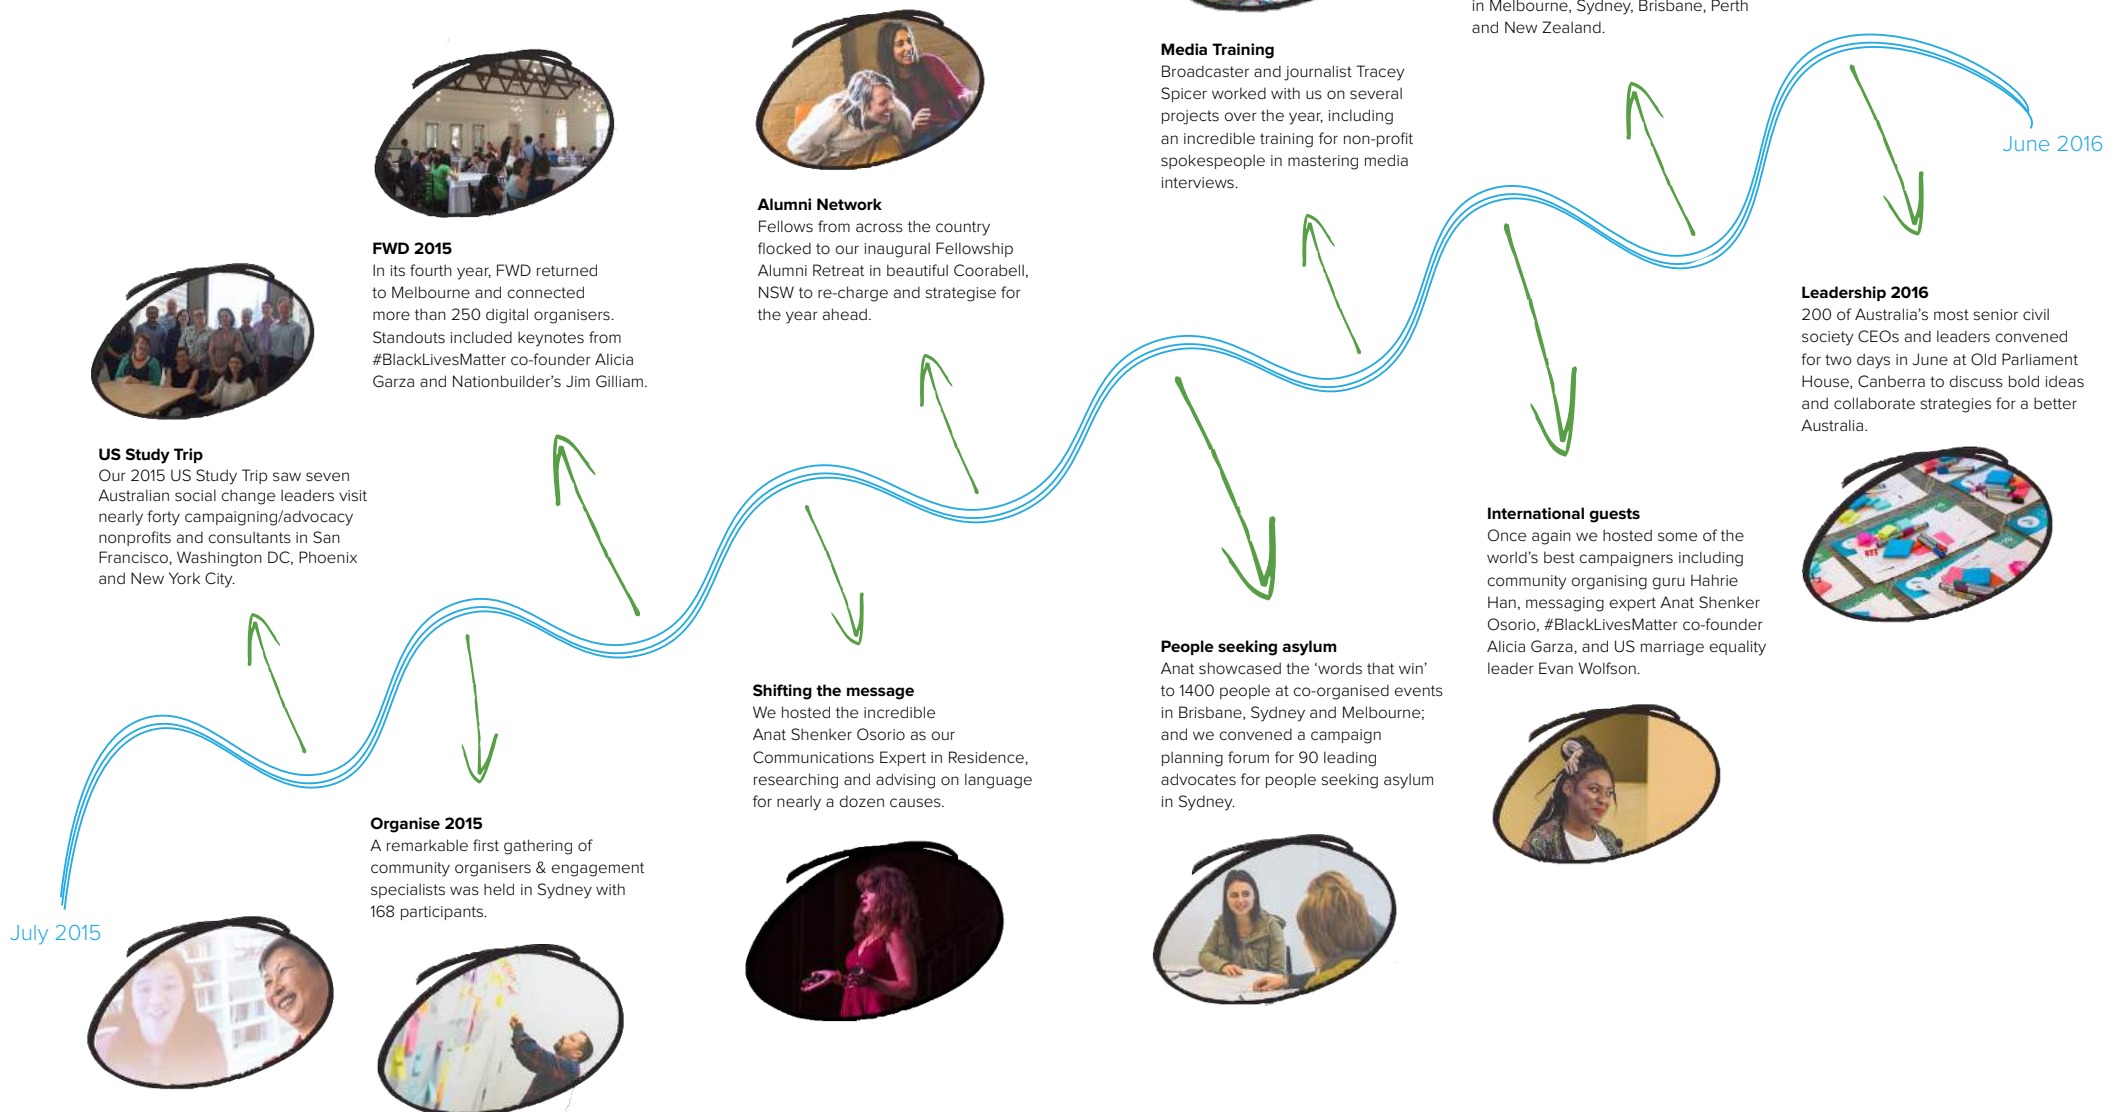 in Melbourne, Sydney, Brisbane, Perth
and New Zealand.
Media Training
Broadcaster and journalist Tracey
Spicer worked with us on several
projects over the year, including
an incredible training for non-profit
spokespeople in mastering media
interviews.
June 2016
Alumni Network
Fellows from across the country
flocked to our inaugural Fellowship
Alumni Retreat in beautiful Coorabell,
NSW to re-charge and strategise for
the year ahead.
FWD 2015
In its fourth year, FWD returned
to Melbourne and connected
more than 250 digital organisers.
Standouts included keynotes from
#BlackLivesMatter co-founder Alicia
Garza and Nationbuilder’s Jim Gilliam.
Leadership 2016
200 of Australia’s most senior civil
society CEOs and leaders convened
for two days in June at Old Parliament
House, Canberra to discuss bold ideas
and collaborate strategies for a better
Australia.
US Study Trip
Our 2015 US Study Trip saw seven
Australian social change leaders visit
nearly forty campaigning/advocacy
nonprofits and consultants in San
Francisco, Washington DC, Phoenix
and New York City.
International guests
Once again we hosted some of the
world’s best campaigners including
community organising guru Hahrie
Han, messaging expert Anat Shenker
Osorio, #BlackLivesMatter co-founder
Alicia Garza, and US marriage equality
leader Evan Wolfson.
People seeking asylum
Anat showcased the ‘words that win’
to 1400 people at co-organised events
in Brisbane, Sydney and Melbourne;
and we convened a campaign
planning forum for 90 leading
advocates for people seeking asylum
in Sydney.
Shifting the message
We hosted the incredible
Anat Shenker Osorio as our
Communications Expert in Residence,
researching and advising on language
for nearly a dozen causes.
Organise 2015
A remarkable first gathering of
community organisers & engagement
specialists was held in Sydney with
168 participants.
July 2015